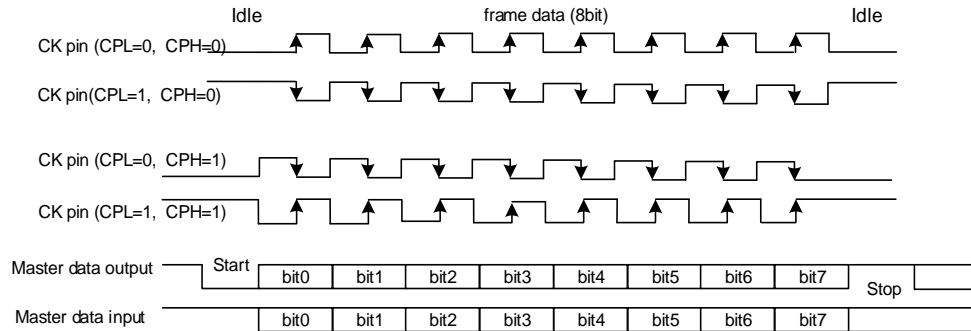 Idle frame data (8bit) Idle
CK pin (CPL=0, CPH=0)
CK pin(CPL=1, CPH=0)
CK pin (CPL=0, CPH=1)
CK pin (CPL=1, CPH=1)
Master data output Start bit0 bit1 bit2 bit3 bit4 bit5 bit6 bit7 Stop
Master data input bit0 bit1 bit2 bit3 bit4 bit5 bit6 bit7